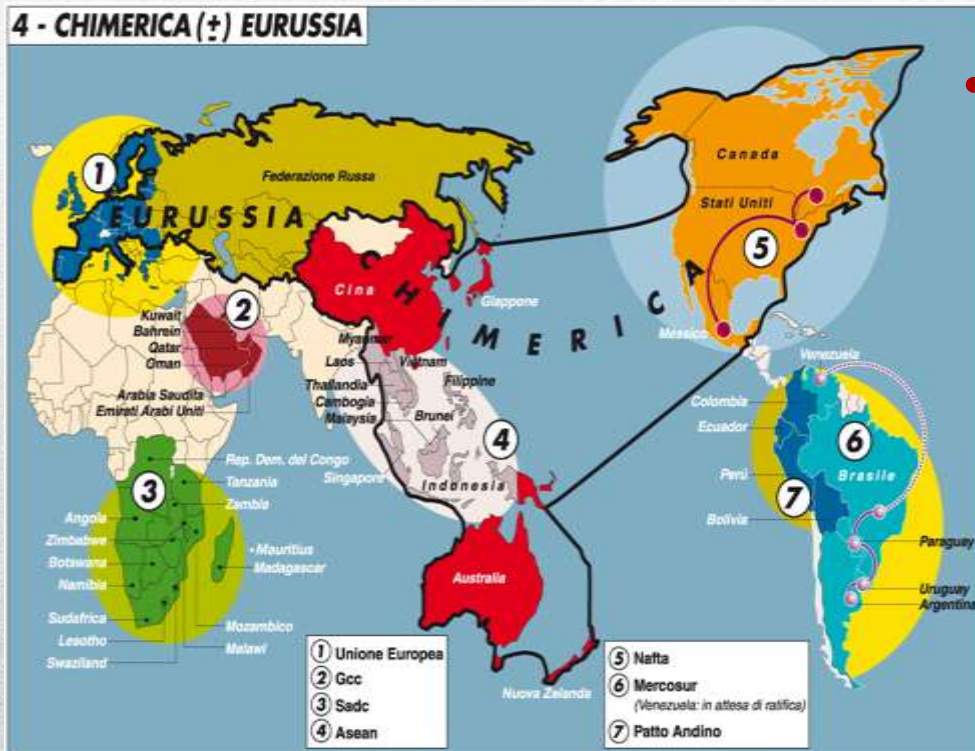 4 - CHIMERICA (±) EURUSSIA
1
EURUSSIA
Federazione Russa
Canada
Stati Uniti
5
Messico
CHIMERICA
Cina
Giappone
2
Kuwait
Bahrein
Qatar
Oman
Arabia Saudita
Emirati Arabi Uniti
Myanmar
Laos
Vietnam
Thailandia
Cambogia
Malaysia
Filippine
Brunei
Singapore
Indonesia
4
Venezuela
Colombia
Ecuador
6
Brasile
Perù
7
Bolivia
Paraguay
Uruguay
Argentina
Rep. Dem. del Congo
Tanzania
3
Zambia
Angola
Zimbabwe
Botswana
Namibia
Mauritius
Madagascar
Sudafrica
Lesotho
Swaziland
Mozambico
Malawi
Australia
Nuova Zelanda
1 Unione Europea
2 Gcc
3 Sadc
4 Asean
5 Nafta
6 Mercosur
(Venezuela: in attesa di ratifica)
7 Patto Andino